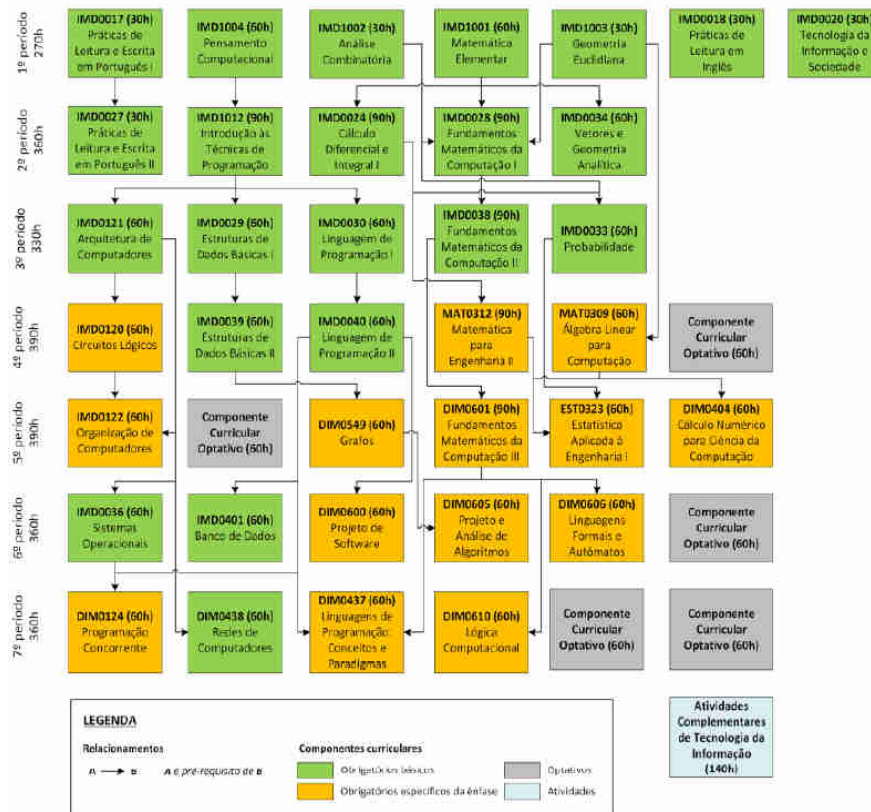 1º período
270h
IMD0017 (30h)
Práticas de
Leitura e Escrita
em Português I
IMD1004 (60h)
Pensamento
Computacional
IMD1002 (30h)
Análise
Combinatória
IMD1001 (60h)
Matemática
Elementar
IMD1003 (30h)
Geometria
Euclidiana
IMD0018 (30h)
Práticas de
Leitura em
Inglês
IMD0020 (30h)
Tecnologia da
Informação e
Sociedade
2º período
360h
IMD0027 (30h)
Práticas de
Leitura e Escrita
em Português II
IMD1012 (90h)
Introdução às
Técnicas de
Programação
IMD0024 (90h)
Cálculo
Diferencial e
Integral I
IMD0028 (90h)
Fundamentos
Matemáticos da
Computação I
IMD0034 (60h)
Vetores e
Geometria
Analítica
3º período
330h
IMD0121 (60h)
Arquitetura de
Computadores
IMD0029 (60h)
Estruturas de
Dados Básicas I
IMD0030 (60h)
Linguagem de
Programação I
IMD0038 (90h)
Fundamentos
Matemáticos da
Computação II
IMD0033 (60h)
Probabilidade
4º período
390h
IMD0120 (60h)
Circuitos Lógicos
IMD0039 (60h)
Estruturas de
Dados Básicas II
IMD0040 (60h)
Linguagem de
Programação II
MAT0312 (90h)
Matemática
para
Engenharia II
MAT0309 (60h)
Álgebra Linear
para
Computação
Componente
Curricular
Optativo (60h)
5º período
390h
IMD0122 (60h)
Organização de
Computadores
Componente
Curricular
Optativo (60h)
DIM0549 (60h)
Grafos
DIM0601 (90h)
Fundamentos
Matemáticos da
Computação III
EST0323 (60h)
Estatística
Aplicada à
Engenharia I
DIM0404 (60h)
Cálculo Numérico
para Ciência da
Computação
6º período
360h
IMD0036 (60h)
Sistemas
Operacionais
IMD0401 (60h)
Banco de Dados
DIM0600 (60h)
Projeto de
Software
DIM0605 (60h)
Projeto e
Análise de
Algoritmos
DIM0606 (60h)
Linguagens
Formais e
Autômatos
Componente
Curricular
Optativo (60h)
7º período
360h
DIM0124 (60h)
Programação
Concorrente
DIM0438 (60h)
Redes de
Computadores
DIM0437 (60h)
Linguagens de
Programação:
Conceitos e
Paradigmas
DIM0610 (60h)
Lógica
Computacional
Componente
Curricular
Optativo (60h)
Componente
Curricular
Optativo (60h)
Atividades
Complementares
de Tecnologia da
Informação
(140h)
LEGENDA
Relacionamentos
A B A é pré-requisito de B
Componentes curriculares
Obrigatórios básicos
Optativos
Obrigatórios específicos da ênfase
Atividades